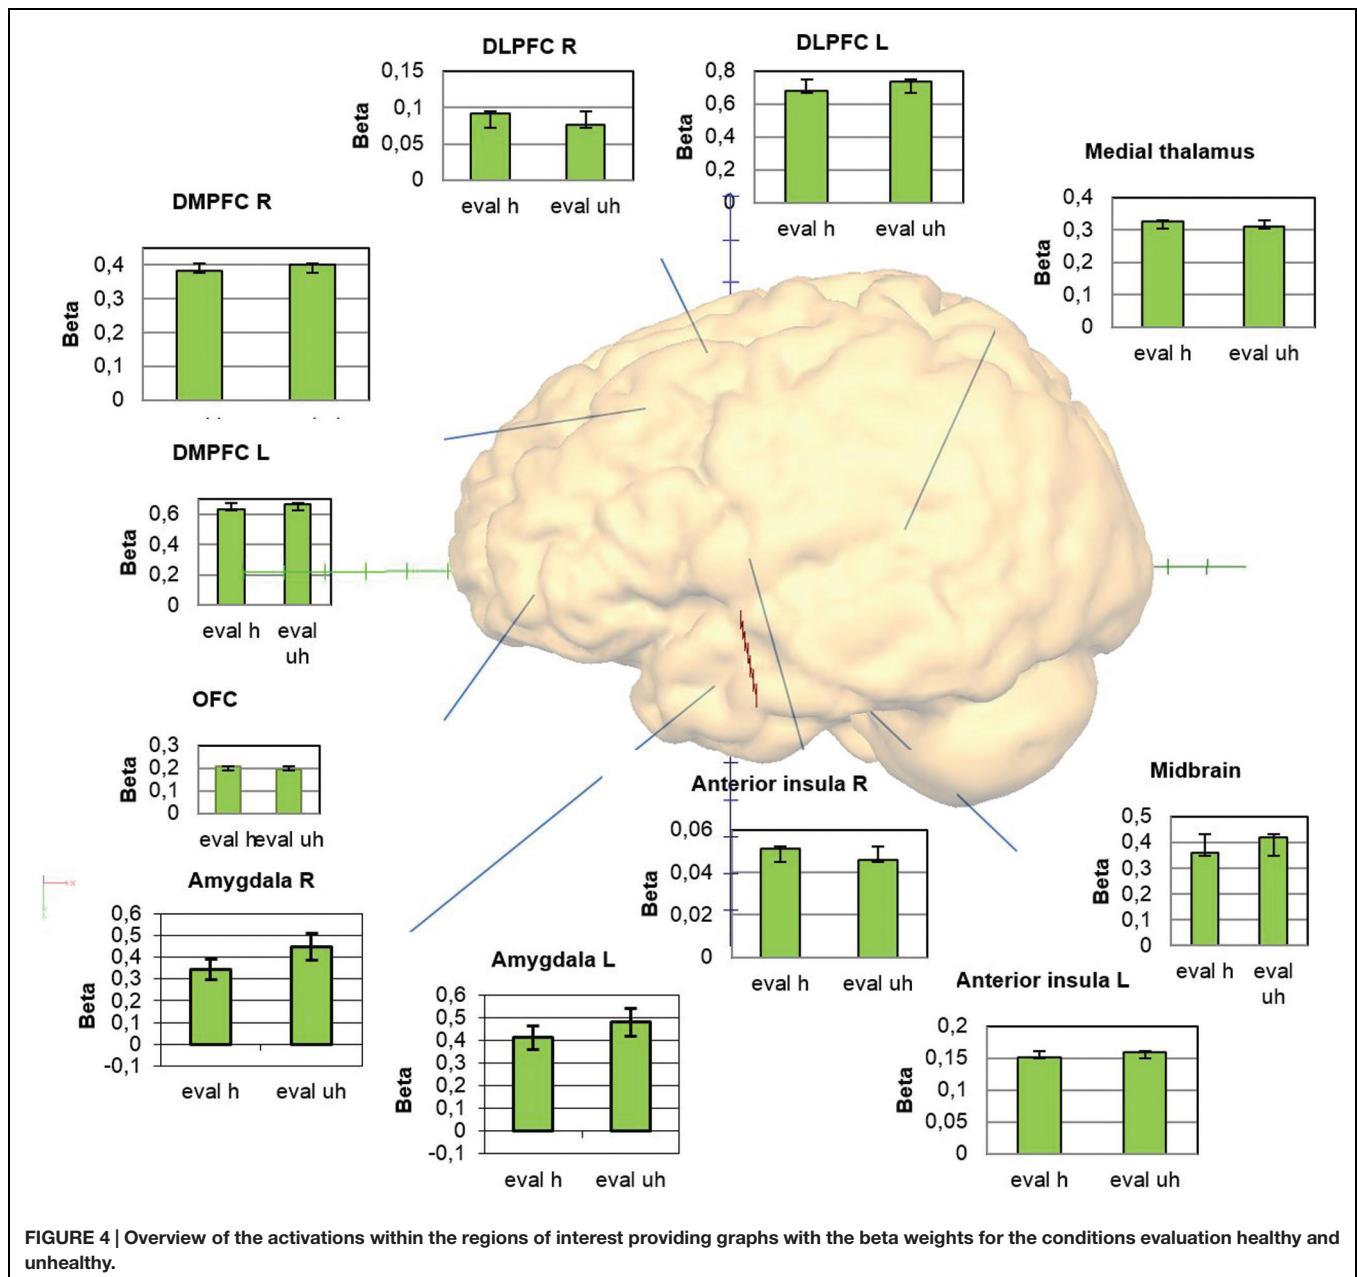 DLPFC R
0,15
0,1
0,05
0
Beta
eval h eval uh
DLPFC L
0,8
0,6
0,4
0,2
0
Beta
eval h eval uh
Medial thalamus
0,4
0,3
0,2
0,1
0
Beta
eval h eval uh
DMPFC R
0,4
0,3
0,2
0,1
0
Beta
DMPFC L
0,6
0,4
0,2
0
Beta
eval h eval
uh
OFC
0,3
0,2
0,1
0
Beta
eval h eval uh
Amygdala R
0,6
0,5
0,4
0,3
0,2
0,1
0
-0,1
Beta
eval h eval uh
Amygdala L
0,6
0,5
0,4
0,3
0,2
0,1
0
-0,1
Beta
eval h eval uh
Anterior insula R
0,06
0,04
0,02
0
Beta
eval h eval uh
Midbrain
0,5
0,4
0,3
0,2
0,1
0
Beta
eval h eval
uh
Anterior insula L
0,2
0,15
0,1
0,05
0
Beta
eval h eval uh
FIGURE 4 | Overview of the activations within the regions of interest providing graphs with the beta weights for the conditions evaluation healthy and
unhealthy.